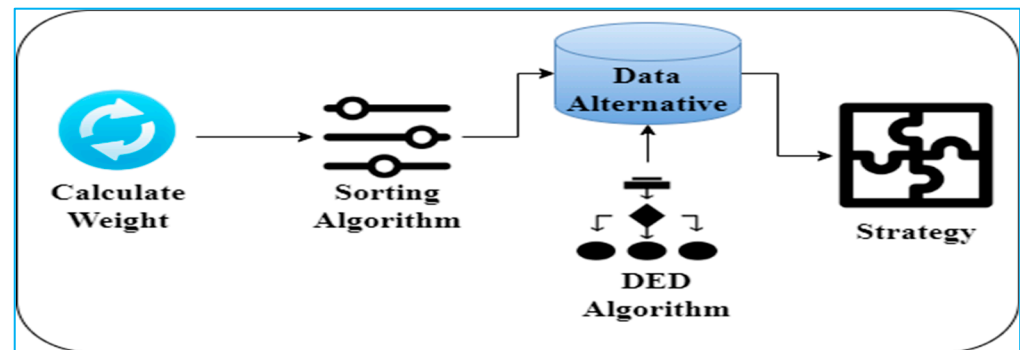 Calculate
Weight
Sorting
Algorithm
Data
Alternative
DED
Algorithm
Strategy